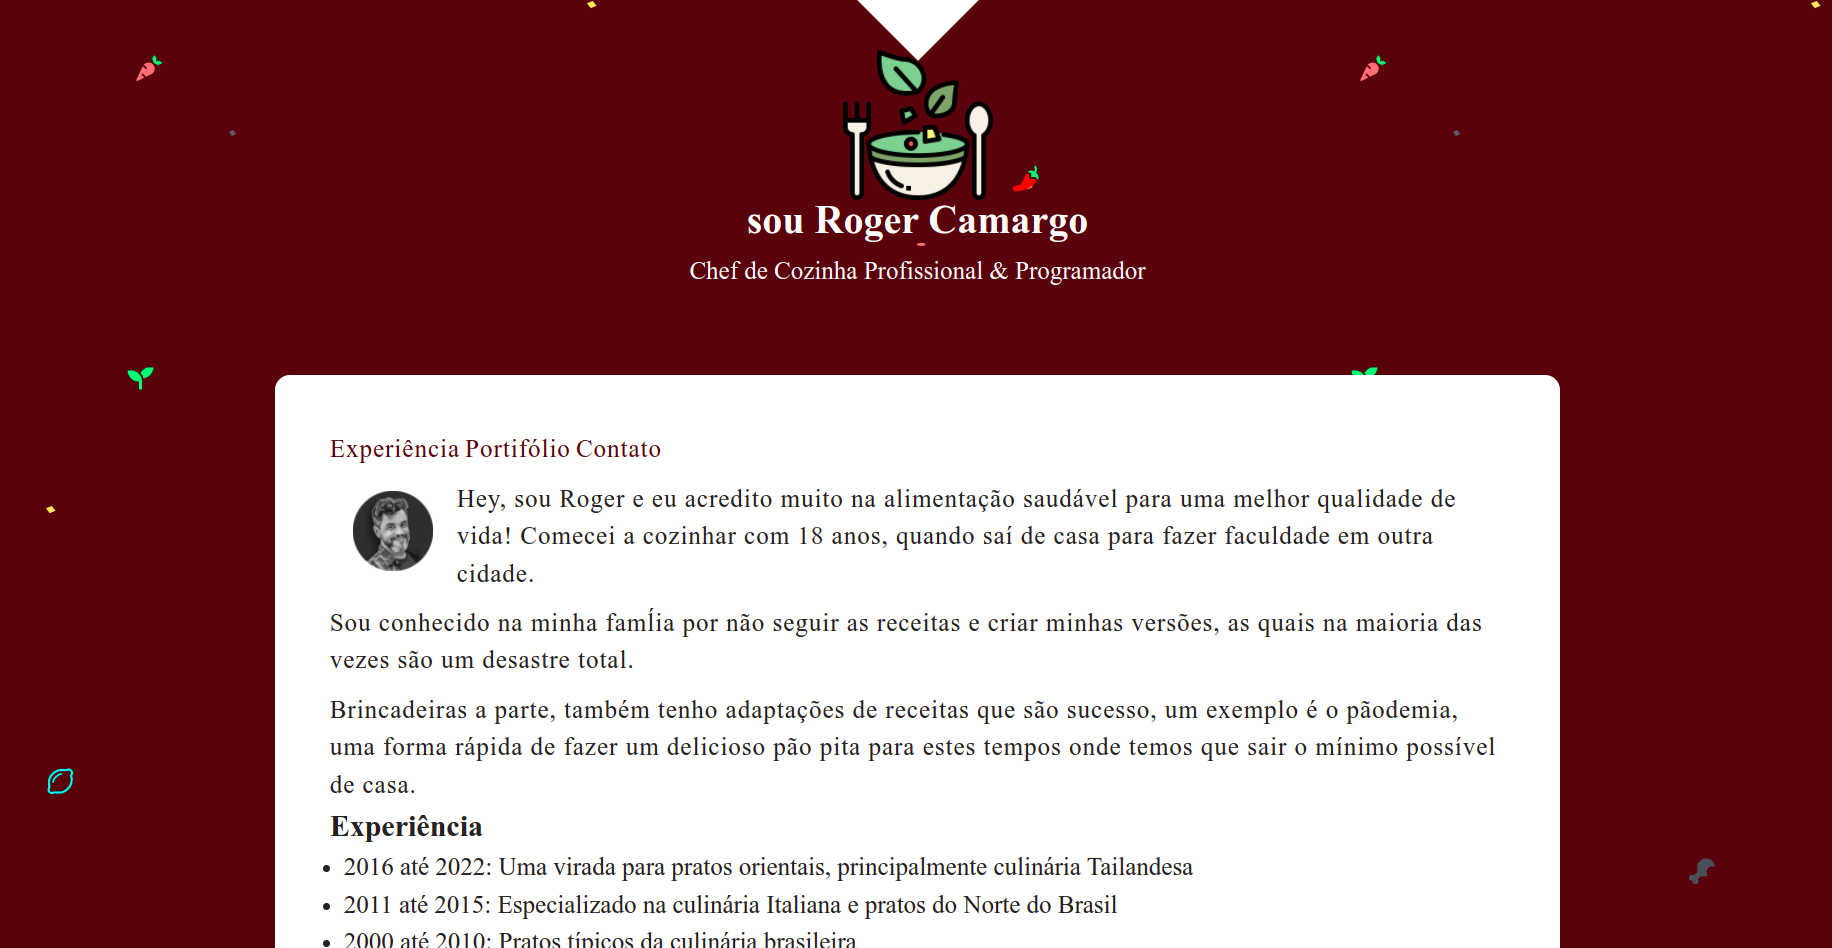 sou Roger Camargo
Chef de Cozinha Profissional & Programador
Experiência Portifólio Contato
Hey, sou Roger e eu acredito muito na alimentação saudável para uma melhor qualidade de
vida! Comecei a cozinhar com 18 anos, quando saí de casa para fazer faculdade em outra
cidade.
Sou conhecido na minha famÍlia por não seguir as receitas e criar minhas versões, as quais na maioria das
vezes são um desastre total.
Brincadeiras a parte, também tenho adaptações de receitas que são sucesso, um exemplo é o pãodemia,
uma forma rápida de fazer um delicioso pão pita para estes tempos onde temos que sair o mínimo possível
de casa.
Experiência
• 2016 até 2022: Uma virada para pratos orientais, principalmente culinária Tailandesa
• 2011 até 2015: Especializado na culinária Italiana e pratos do Norte do Brasil
• 2000 até 2010: Pratos típicos da culinária brasileira